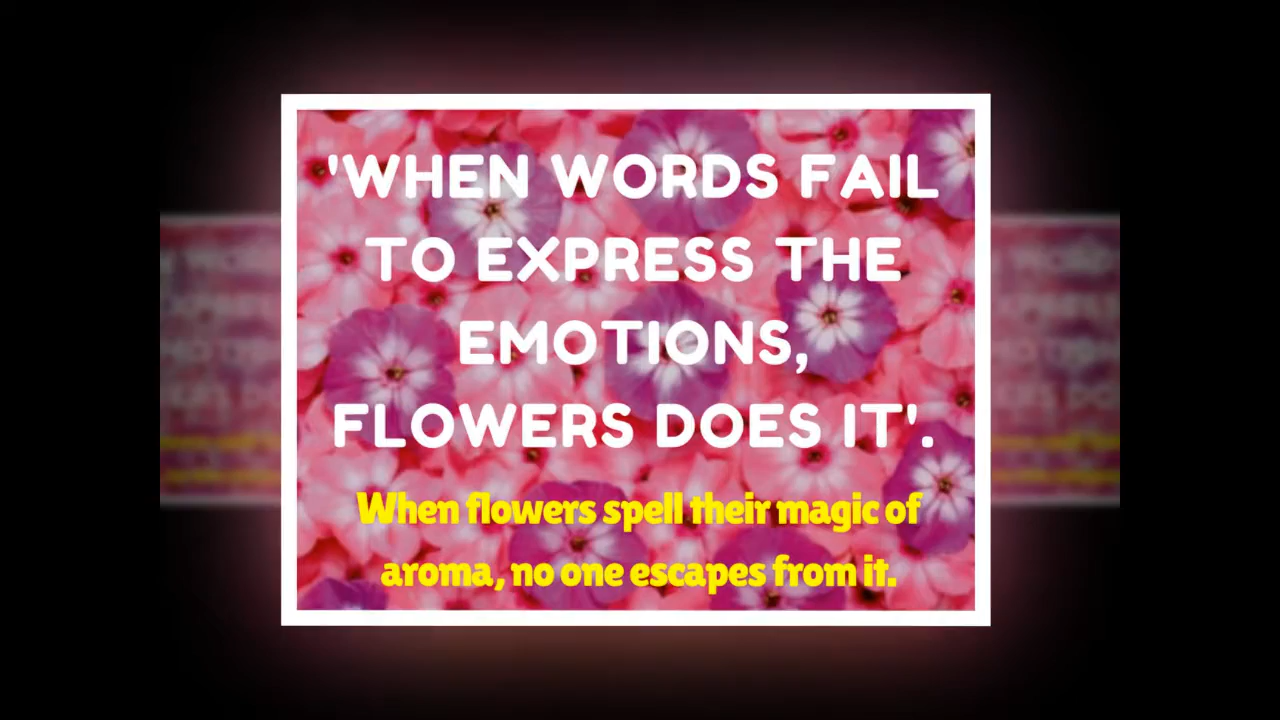 'WHEN WORDS FAIL
TO EXPRESS THE
EMOTIONS,
FLOWERS DOES IT'.
When flowers spell their magic of
aroma, no one escapes from it.